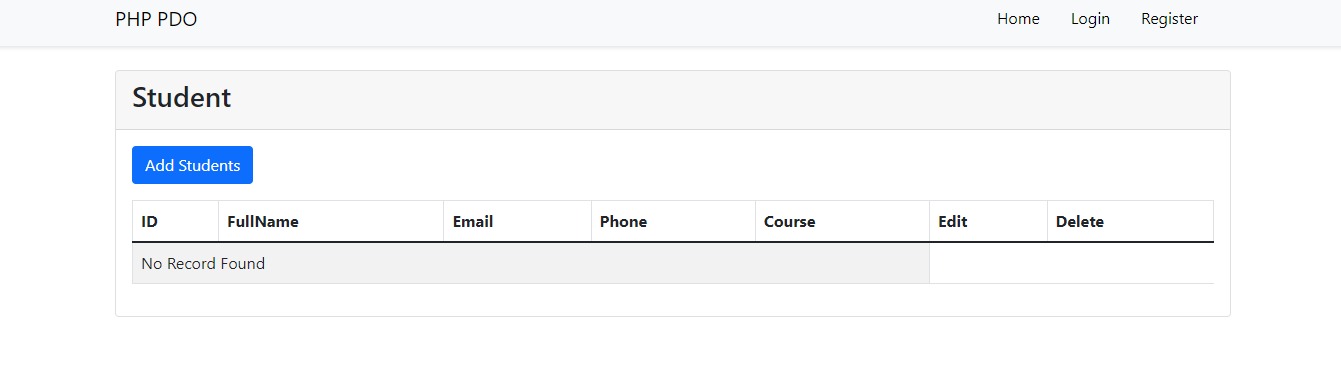 PHP PDO Home Login Register
Student
Add Students
ID FullName Email Phone Course Edit Delete
No Record Found